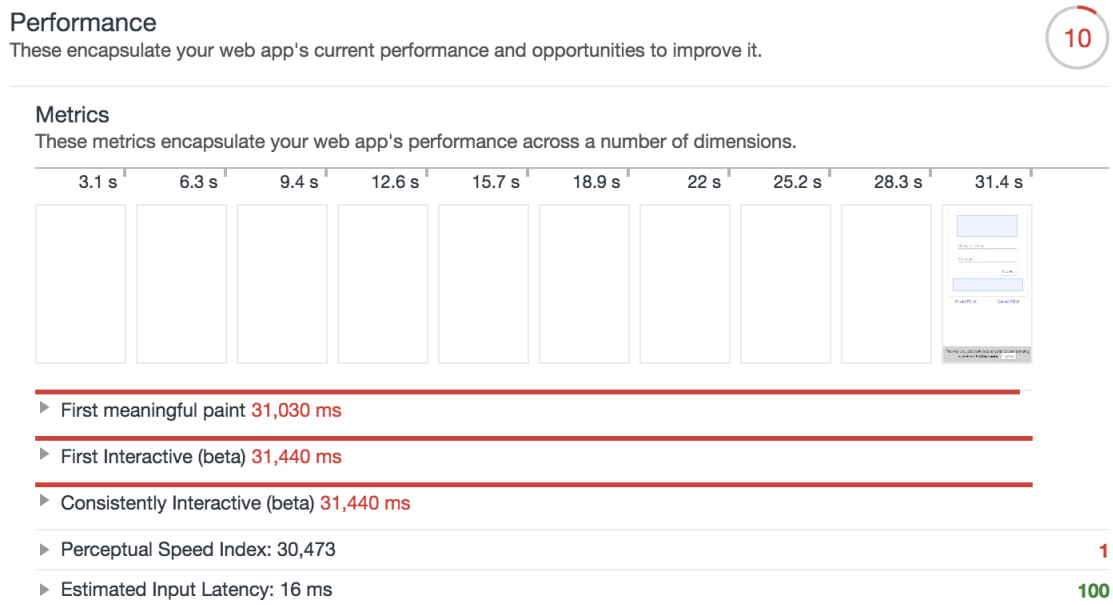 Performance
These encapsulate your web app's current performance and opportunities to improve it.
10
Metrics
These metrics encapsulate your web app's performance across a number of dimensions.
3.1 s 6.3 s 9.4 s 12.6 s 15.7 s 18.9 s 22 s 25.2 s 28.3 s 31.4 s
First meaningful paint 31,030 ms
First Interactive (beta) 31,440 ms
Consistently Interactive (beta) 31,440 ms
Perceptual Speed Index: 30,473 1
Estimated Input Latency: 16 ms 100